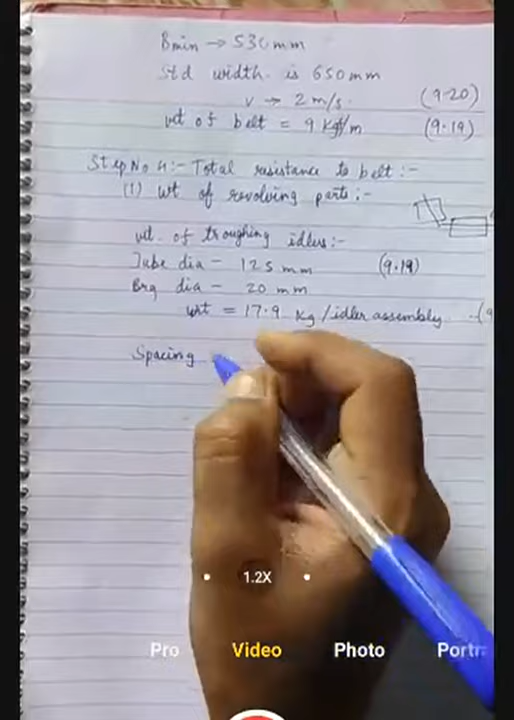 Bmin → 530 mm
Std width is 650 mm
v → 2 m/s. (9.20)
wt of belt = 9 Kgf/m (9.19)
Step No 4:- Total resistance to belt:-
(1) wt of revolving parts:-
wt. of troughing idlers:-
Tube dia - 125 mm (9.19)
Brg dia - 20 mm
wt = 17.9 Kg/idler assembly. (9
Spacing
1.2X
Pro Video Photo Portr